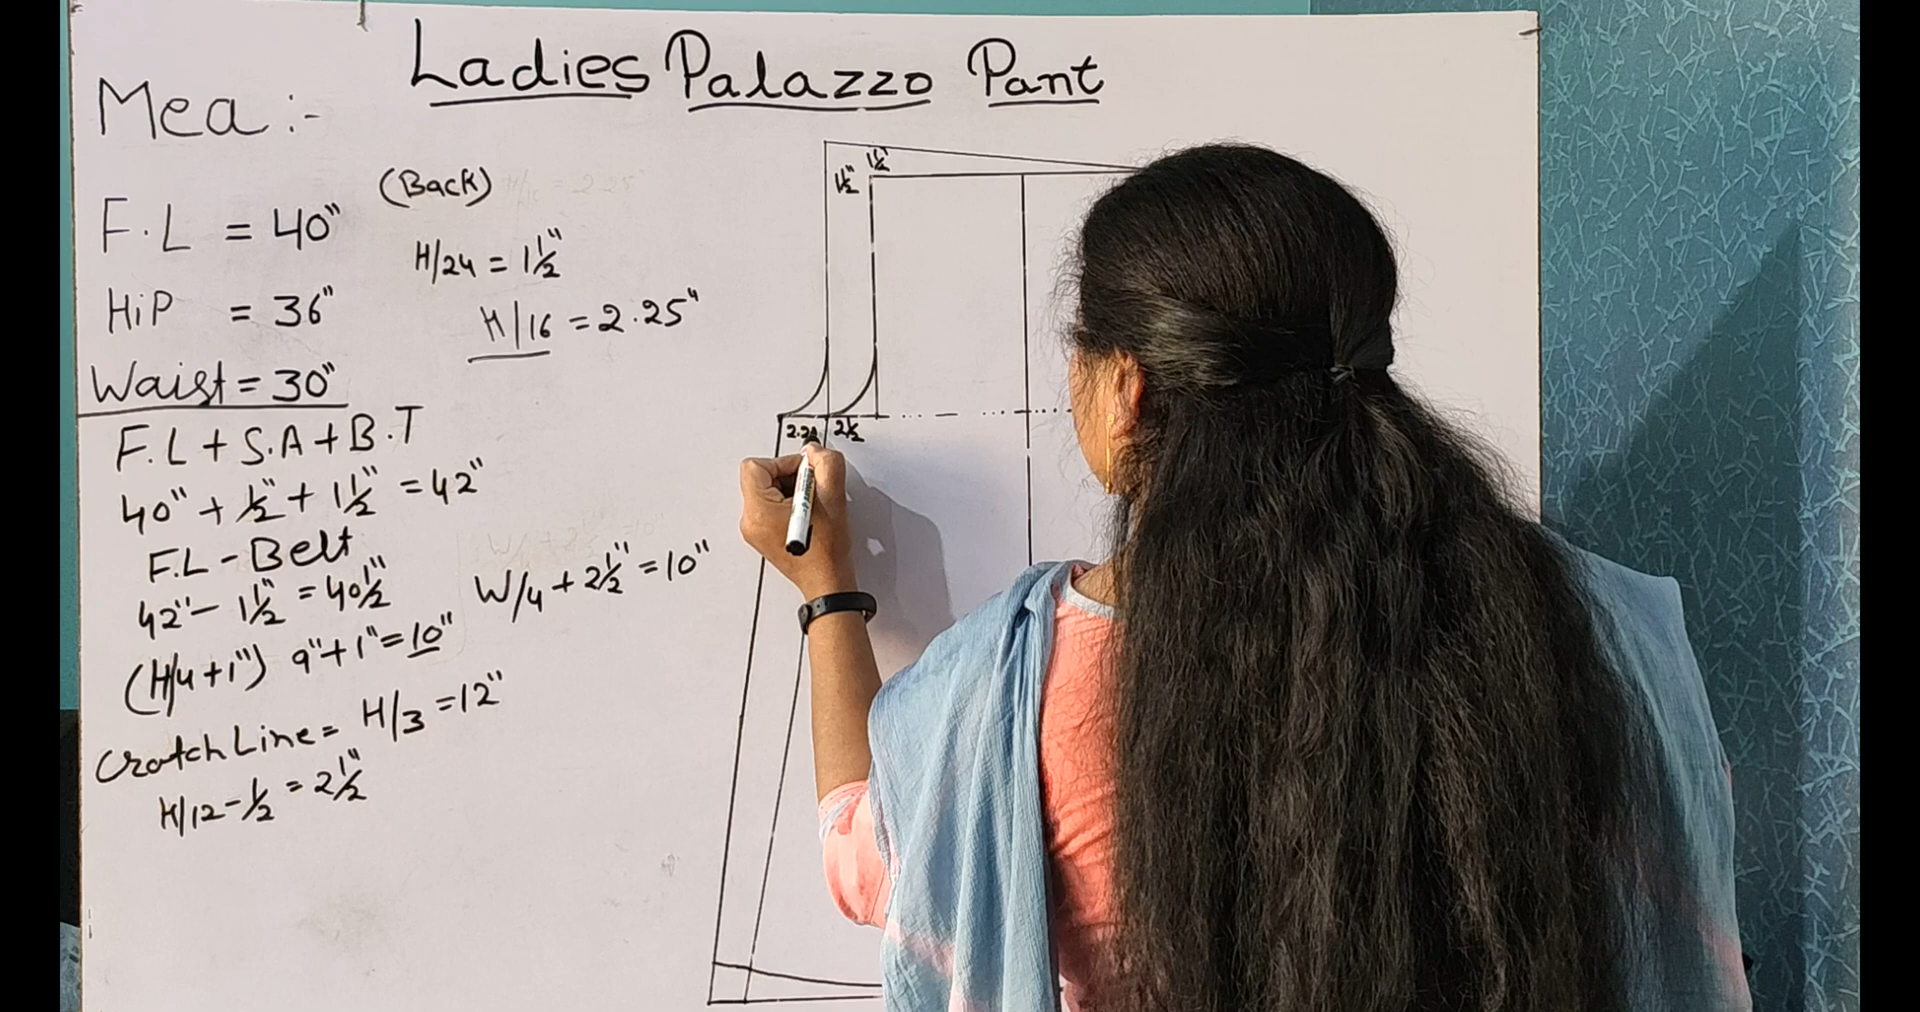 Ladies Palazzo Pant
Mea :-
F.L = 40"
HiP = 36"
Waist = 30"
F.L + S.A + B.T
40" + ½" + 1½" = 42"
F.L - Belt
42" - 1½" = 40½"
(H/4 + 1") 9" + 1" = 10"
Cratch Line = H/3 = 12"
H/12 - ½ = 2½"
(Back)
H/24 = 1½"
H/16 = 2.25"
W/4 + 2½" = 10"
1½"
1½"
2½